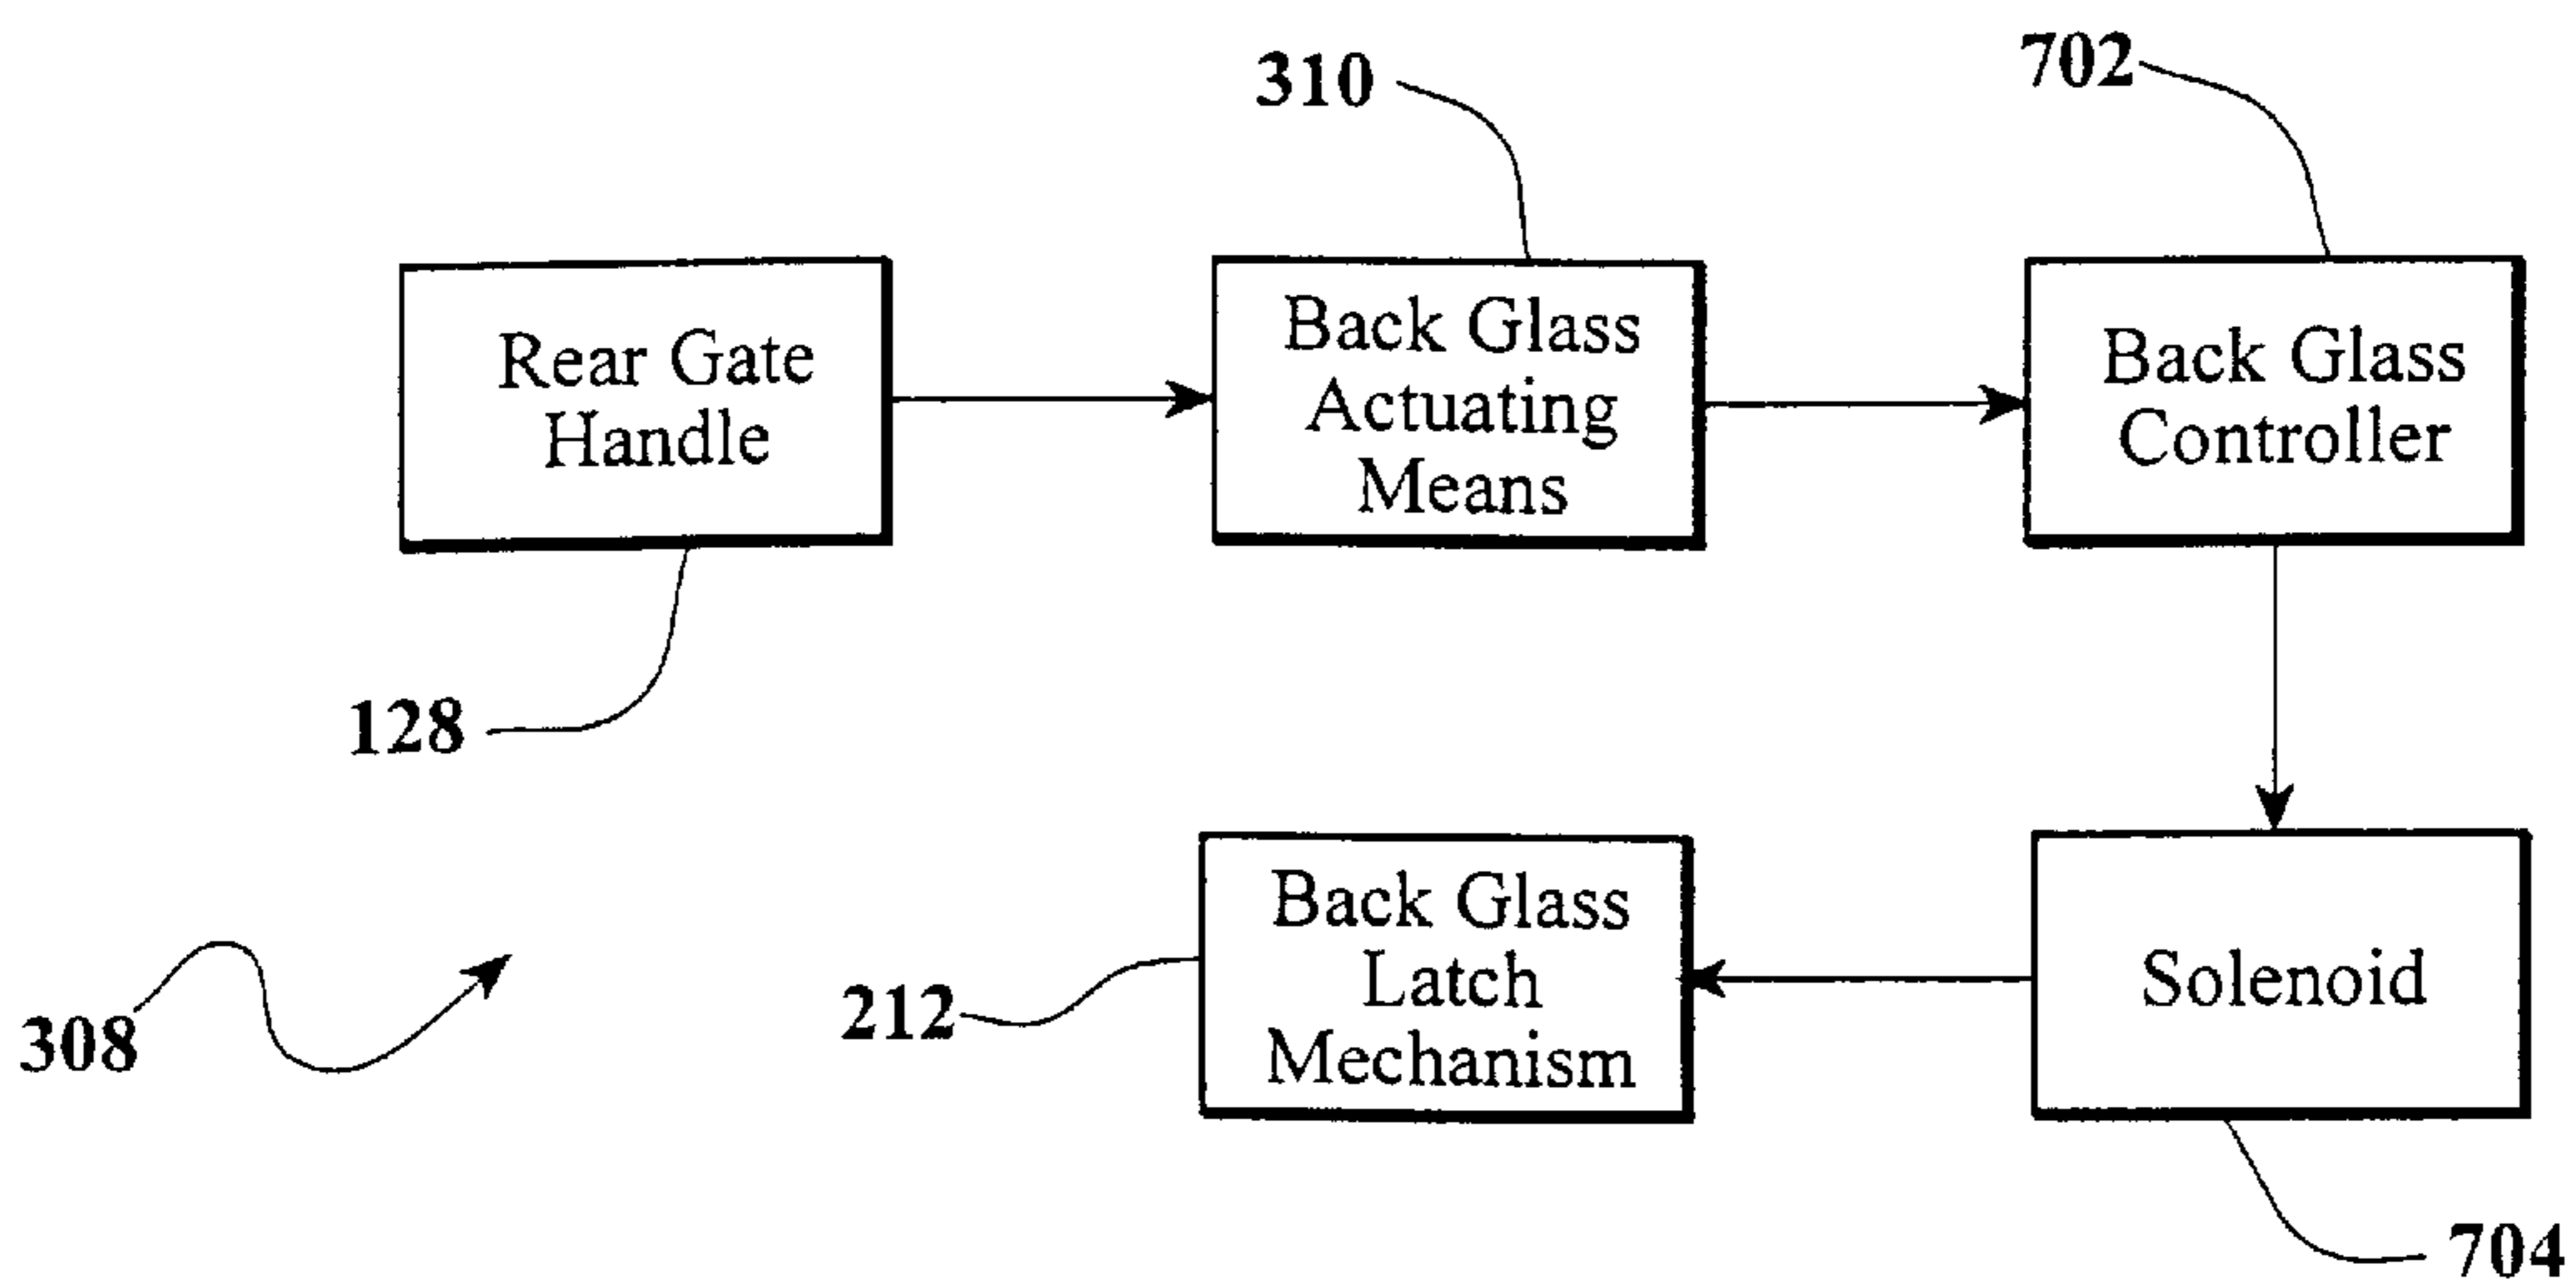 310
702
Rear Gate
Handle
Back Glass
Actuating
Means
Back Glass
Controller
128
Back Glass
Latch
Mechanism
Solenoid
308
212
704